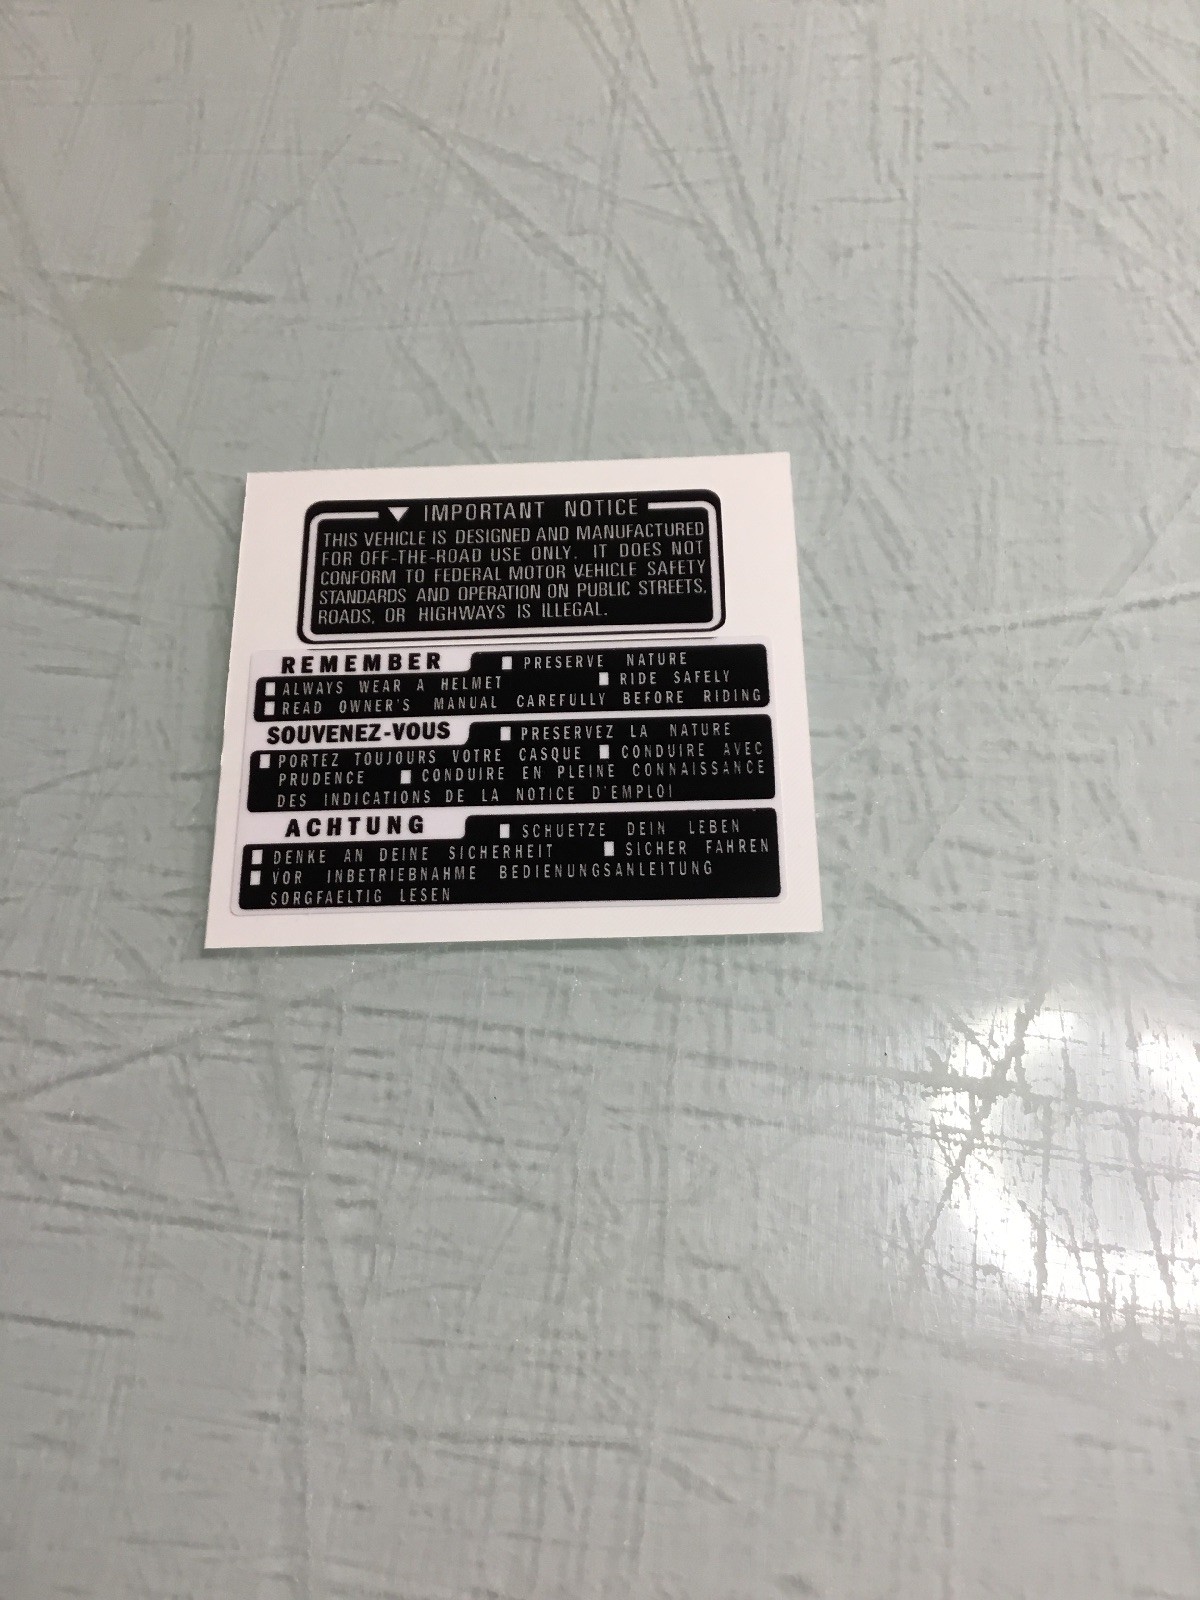 IMPORTANT NOTICE
THIS VEHICLE IS DESIGNED AND MANUFACTURED
FOR OFF-THE-ROAD USE ONLY. IT DOES NOT
CONFORM TO FEDERAL MOTOR VEHICLE SAFETY
STANDARDS AND OPERATION ON PUBLIC STREETS,
ROADS, OR HIGHWAYS IS ILLEGAL.
REMEMBER PRESERVE NATURE
ALWAYS WEAR A HELMET RIDE SAFELY
READ OWNER'S MANUAL CAREFULLY BEFORE RIDING
SOUVENEZ-VOUS PRESERVEZ LA NATURE
PORTEZ TOUJOURS VOTRE CASQUE CONDUIRE AVEC
PRUDENCE CONDUIRE EN PLEINE CONNAISSANCE
DES INDICATIONS DE LA NOTICE D'EMPLOI
ACHTUNG SCHUETZE DEIN LEBEN
DENKE AN DEINE SICHERHEIT SICHER FAHREN
VOR INBETRIEBNAHME BEDIENUNGSANLEITUNG
SORGFAELTIG LESEN